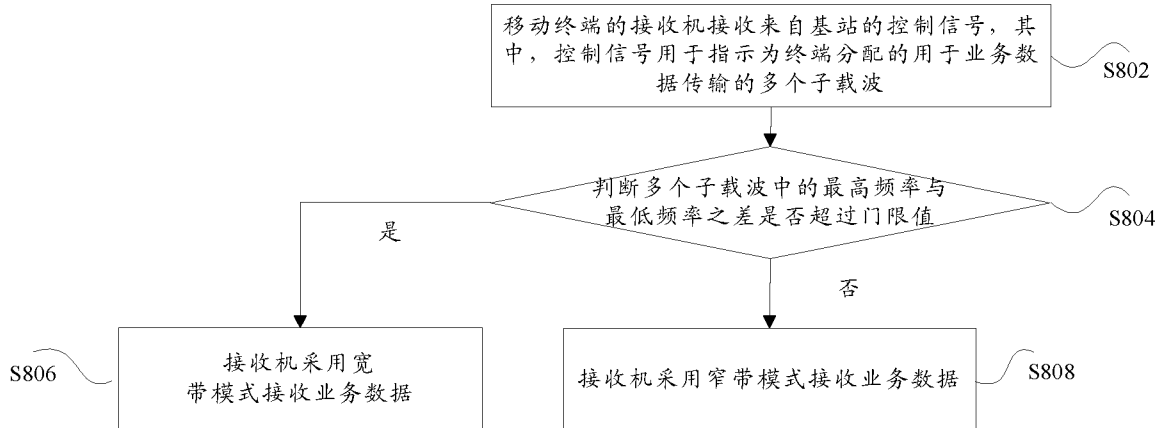 移动终端的接收机接收来自基站的控制信号，其
中，控制信号用于指示为终端分配的用于业务数
据传输的多个子载波
S802
判断多个子载波中的最高频率与
最低频率之差是否超过门限值
S804
是
否
S806
接收机采用宽
带模式接收业务数据
接收机采用窄带模式接收业务数据
S808